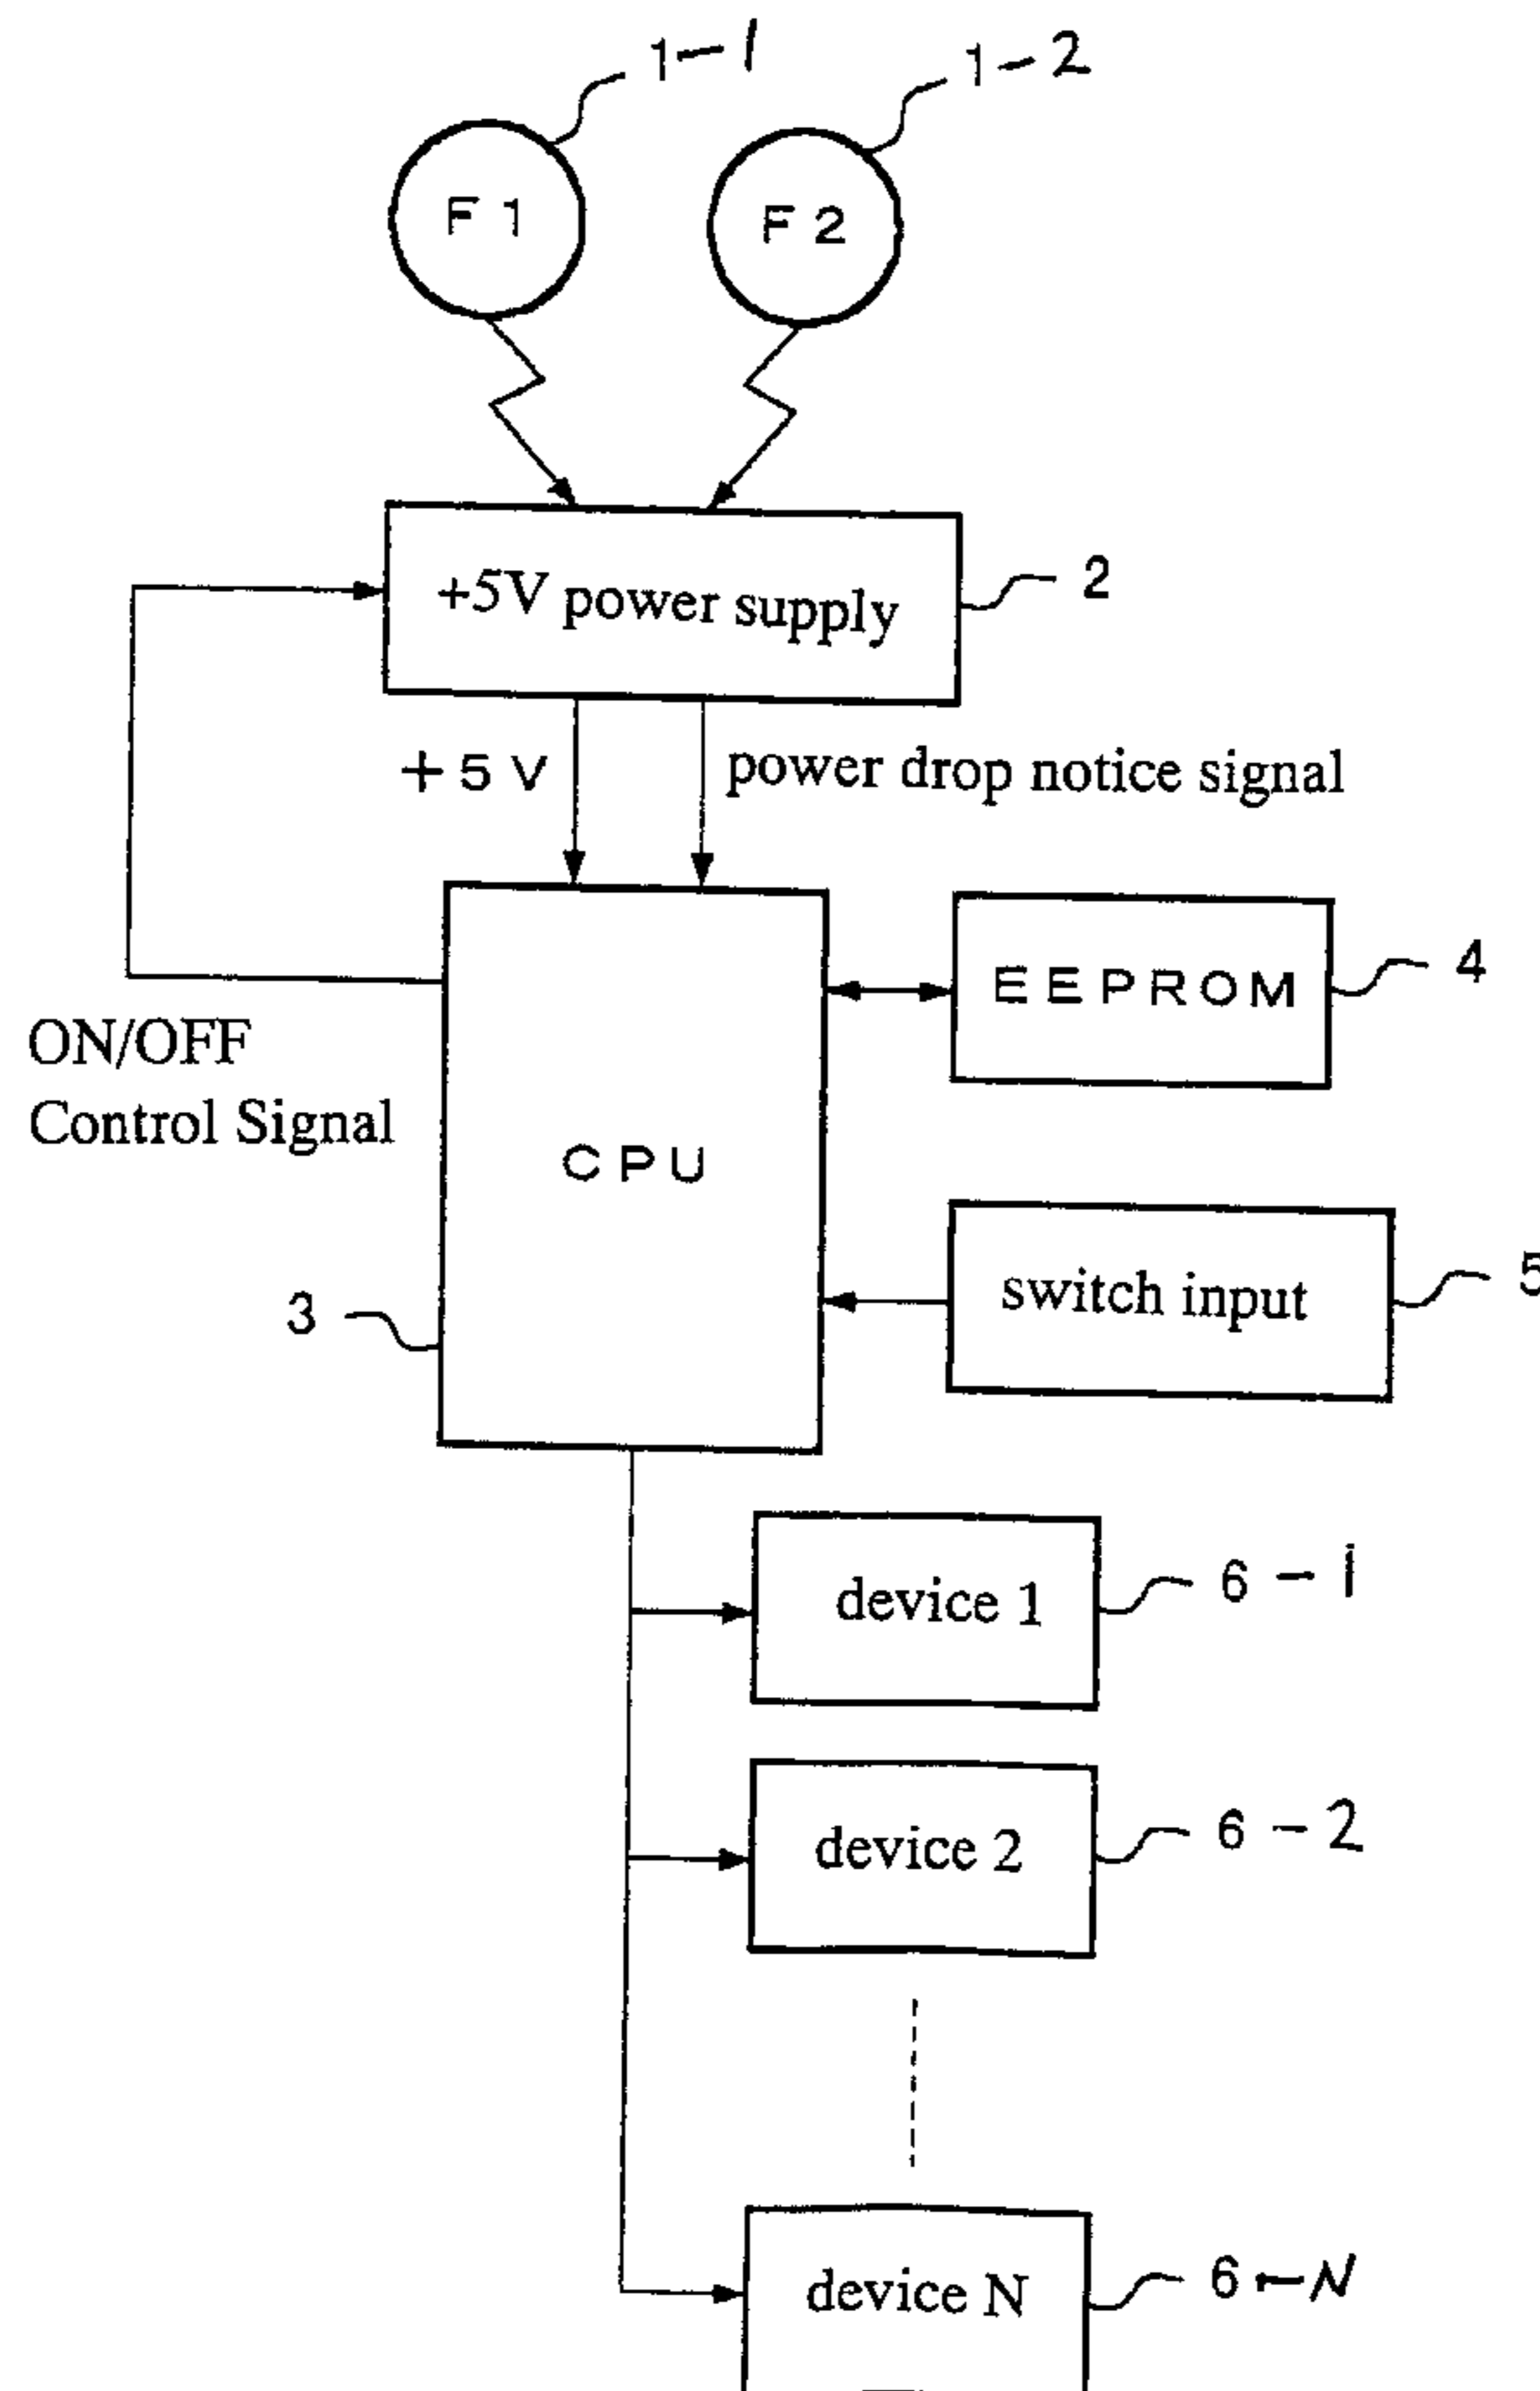 1-1
1-2
F1
F2
+5V power supply
2
+5V
power drop notice signal
EEPROM
4
ON/OFF
Control Signal
CPU
switch input
5
3
device 1
6-1
device 2
6-2
device N
6-N